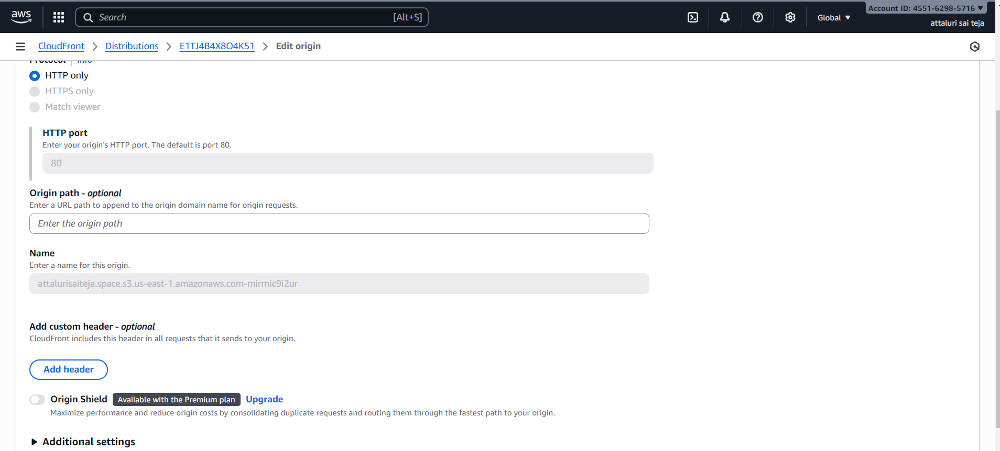 aws
Search
[Alt+S]
Global
Account ID: 4551-6298-5716
attaluri sai teja
CloudFront
Distributions
E1TJ4B4X8O4K51
Edit origin
Protocol
Info
HTTP only
HTTPS only
Match viewer
HTTP port
Enter your origin's HTTP port. The default is port 80.
80
Origin path - optional
Enter a URL path to append to the origin domain name for origin requests.
Enter the origin path
Name
Enter a name for this origin.
attalurisaiteja.space.s3.us-east-1.amazonaws.com-mirmic9i2ur
Add custom header - optional
CloudFront includes this header in all requests that it sends to your origin.
Add header
Origin Shield
Available with the Premium plan
Upgrade
Maximize performance and reduce origin costs by consolidating duplicate requests and routing them through the fastest path to your origin.
Additional settings